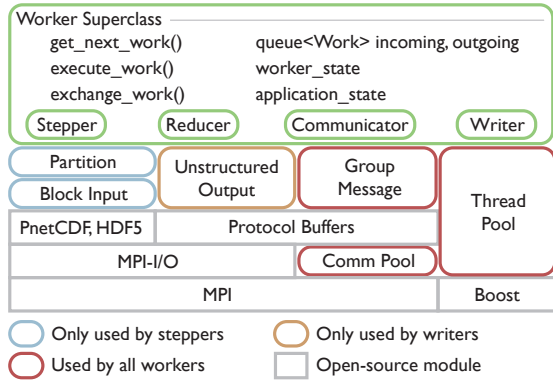 Worker Superclass
get_next_work() queue<Work> incoming, outgoing
execute_work() worker_state
exchange_work() application_state
Stepper Reducer Communicator Writer
Partition
Block Input
Unstructured
Output
Group
Message
Thread
Pool
PnetCDF, HDF5 Protocol Buffers
MPI-I/O Comm Pool
MPI Boost
Only used by steppers Only used by writers
Used by all workers Open-source module